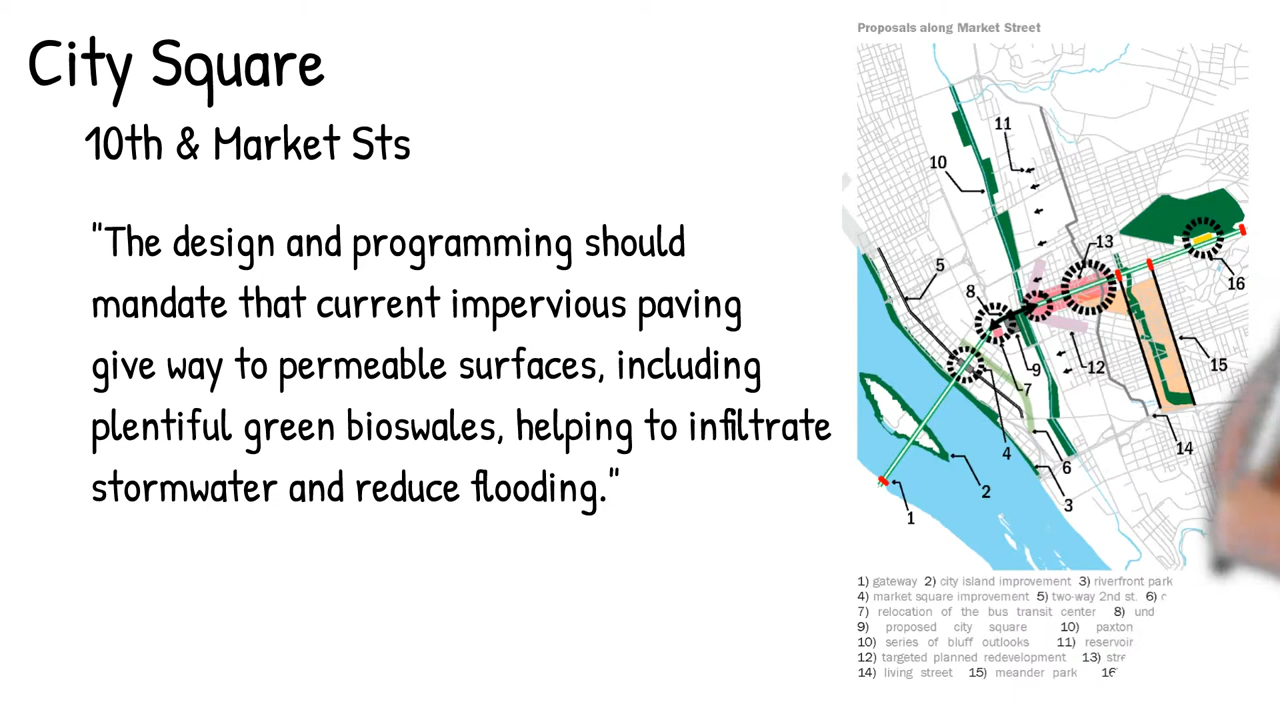 City Square
10th & Market Sts
"The design and programming should
mandate that current impervious paving
give way to permeable surfaces, including
plentiful green bioswales, helping to infiltrate
stormwater and reduce flooding."
Proposals along Market Street
11
10
13
5
8
16
9
12
15
7
4
14
6
2
3
1
1) gateway 2) city island improvement 3) riverfront park
4) market square improvement 5) two-way 2nd st. 6)
7) relocation of the bus transit center 8)
9) proposed city square 10) paxton
10) series of bluff outlooks 11) reservoir
12) targeted planned redevelopment 13)
14) living street 15) meander park